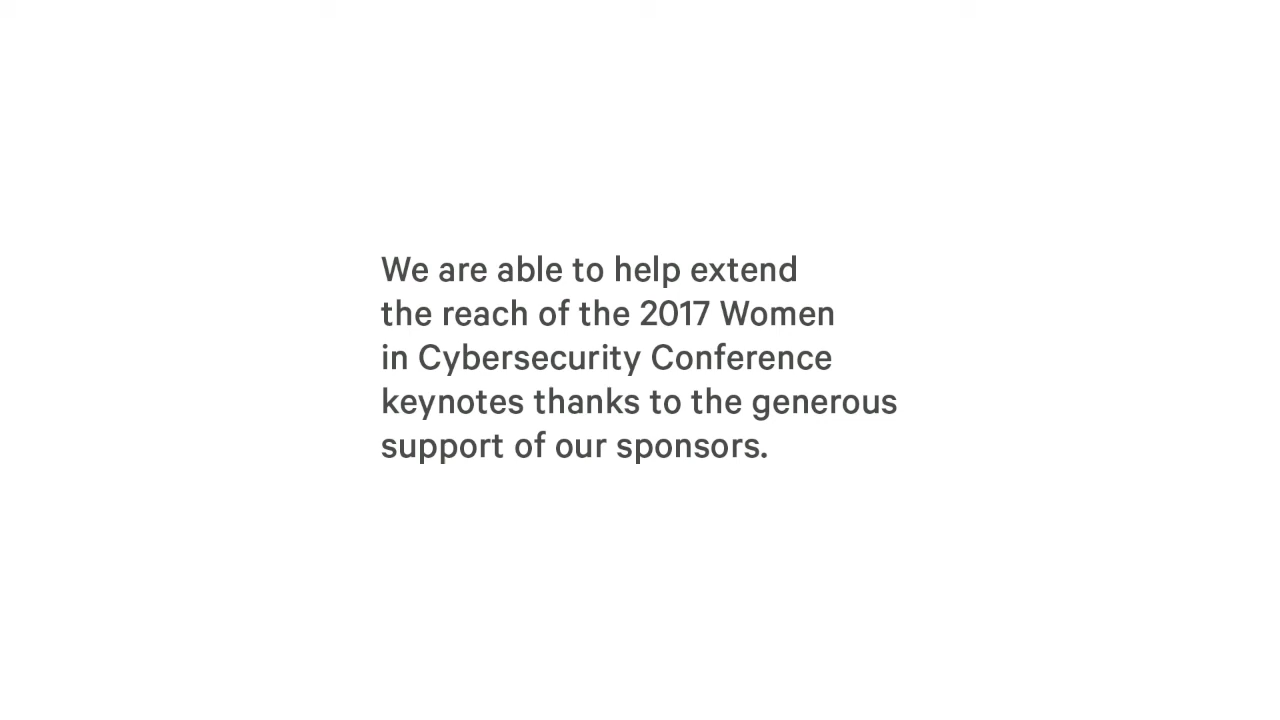 We are able to help extend
the reach of the 2017 Women
in Cybersecurity Conference
keynotes thanks to the generous
support of our sponsors.